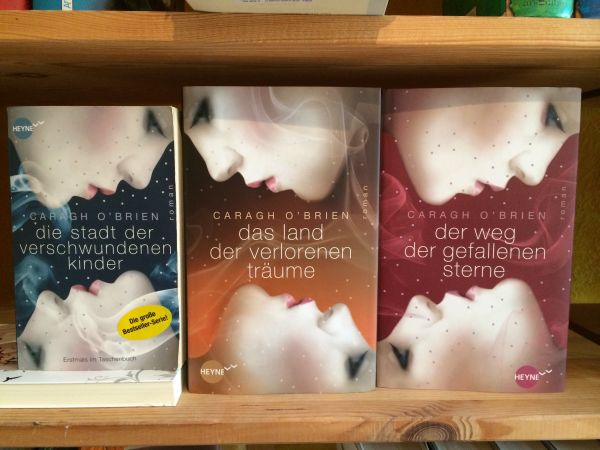 HEYNE
CARAGH O'BRIEN
die stadt der
verschwundenen
kinder
roman
Die große
Bestseller-Serie!
Erstmals im Taschenbuch
CARAGH O'BRIEN
das land
der verlorenen
träume
roman
HEYNE
CARAGH O'BRIEN
der weg
der gefallenen
sterne
roman
HEYNE